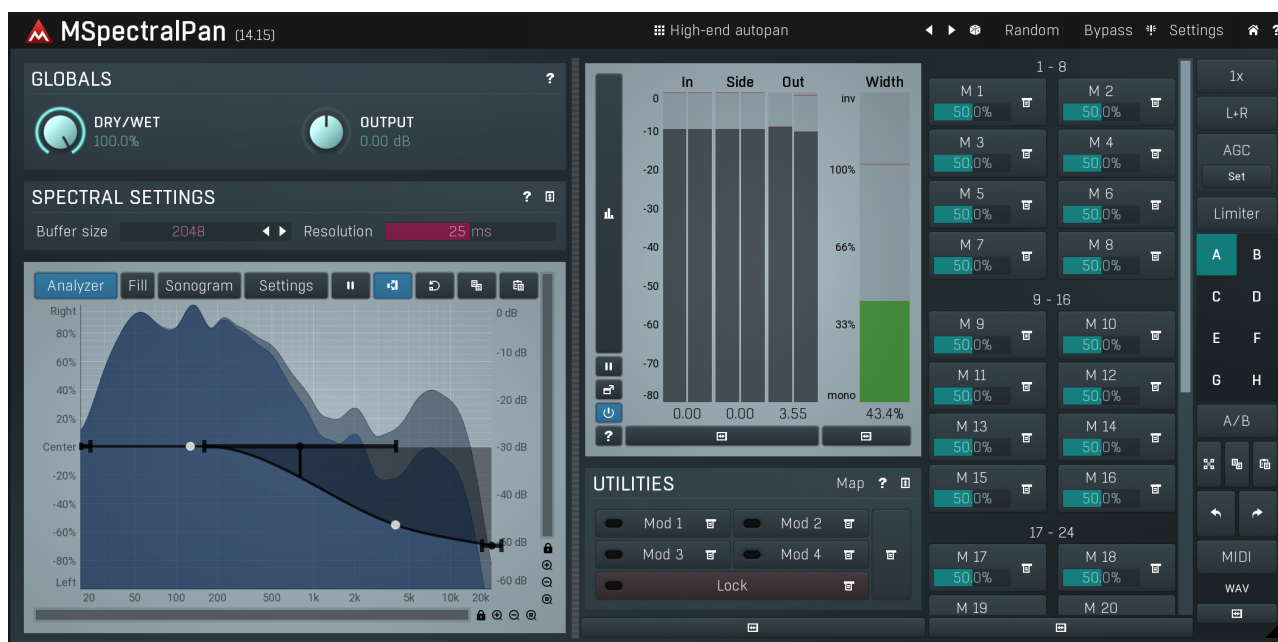 MSpectralPan (14.15)
High-end autopan
Random Bypass Settings ?
GLOBALS ?
DRY/WET
100.0%
OUTPUT
0.00 dB
SPECTRAL SETTINGS ?
Buffer size 2048 Resolution 25 ms
Analyzer Fill Sonogram Settings
Right
80%
60%
40%
20%
Center
-20%
-40%
-60%
-80%
Left
0 dB
-10 dB
-20 dB
-30 dB
-40 dB
-50 dB
-60 dB
20 50 100 200 500 1k 2k 5k 10k 20k
In Side Out Width
0
-10
-20
-30
-40
-50
-60
-70
-80
inv
100%
66%
33%
mono
0.00 0.00 3.55 43.4%
?
UTILITIES Map ?
Mod 1 Mod 2
Mod 3 Mod 4
Lock
1 - 8
M 1 M 2
50.0% 50.0%
M 3 M 4
50.0% 50.0%
M 5 M 6
50.0% 50.0%
M 7 M 8
50.0% 50.0%
9 - 16
M 9 M 10
50.0% 50.0%
M 11 M 12
50.0% 50.0%
M 13 M 14
50.0% 50.0%
M 15 M 16
50.0% 50.0%
17 - 24
M 17 M 18
50.0% 50.0%
M 19 M 20
1x
L+R
AGC
Set
Limiter
A B
C D
E F
G H
A/B
MIDI
WAV